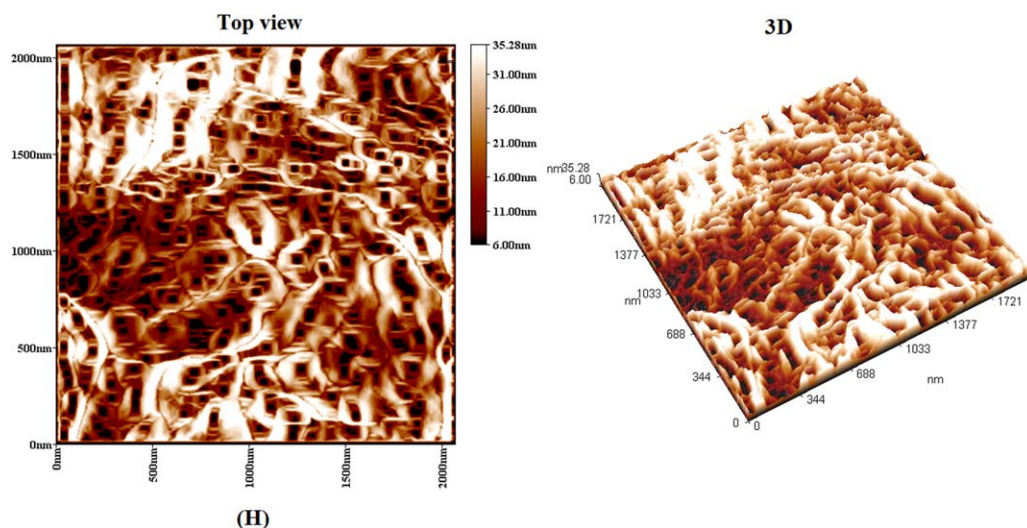 Top view
3D
2000nm
1500nm
1000nm
500nm
0nm
0nm
500nm
1000nm
1500nm
2000nm
35.28nm
31.00nm
26.00nm
21.00nm
16.00nm
11.00nm
6.00nm
nm35.28
6.00
1721
1377
1033
nm
688
344
0
0
344
688
1033
nm
1377
1721
(H)